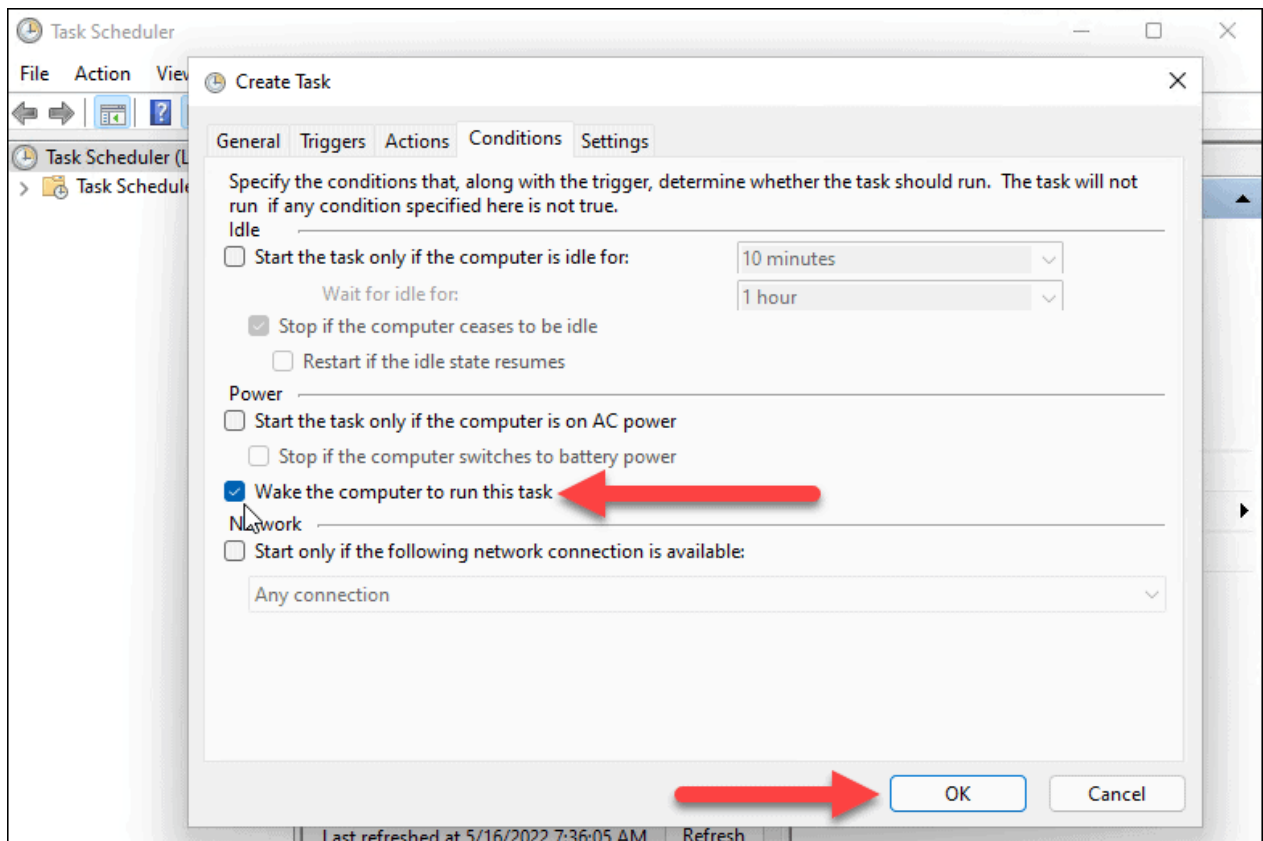 Task Scheduler
File Action Viev
Create Task
General Triggers Actions Conditions Settings
Task Scheduler (L
Task Schedule
Specify the conditions that, along with the trigger, determine whether the task should run. The task will not
run if any condition specified here is not true.
Idle
Start the task only if the computer is idle for:
10 minutes
Wait for idle for:
1 hour
Stop if the computer ceases to be idle
Restart if the idle state resumes
Power
Start the task only if the computer is on AC power
Stop if the computer switches to battery power
Wake the computer to run this task
Network
Start only if the following network connection is available:
Any connection
OK Cancel
Last refreshed at 5/16/2022 7:36:05 AM Refresh